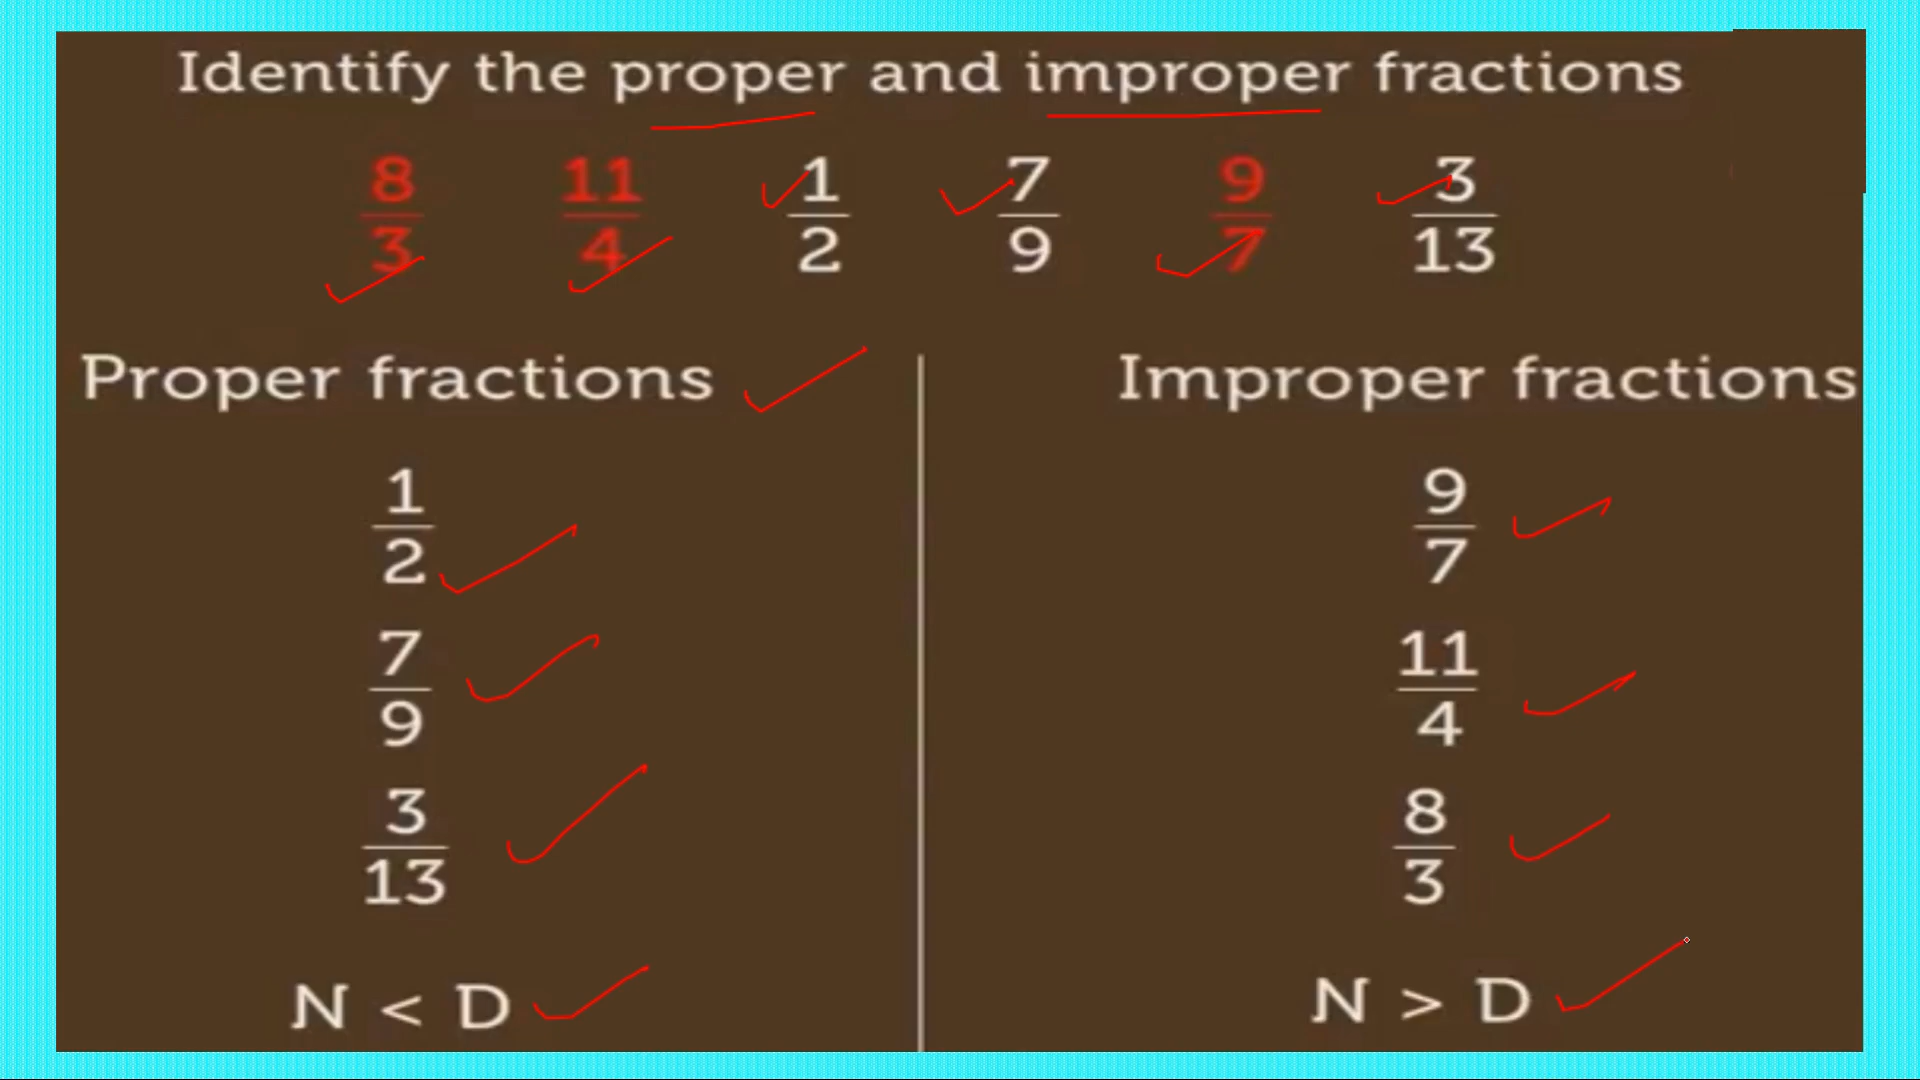 Identify the proper and improper fractions
8/3 11/4 1/2 7/9 9/7 3/13
Proper fractions
Improper fractions
1/2
7/9
3/13
N < D
9/7
11/4
8/3
N > D